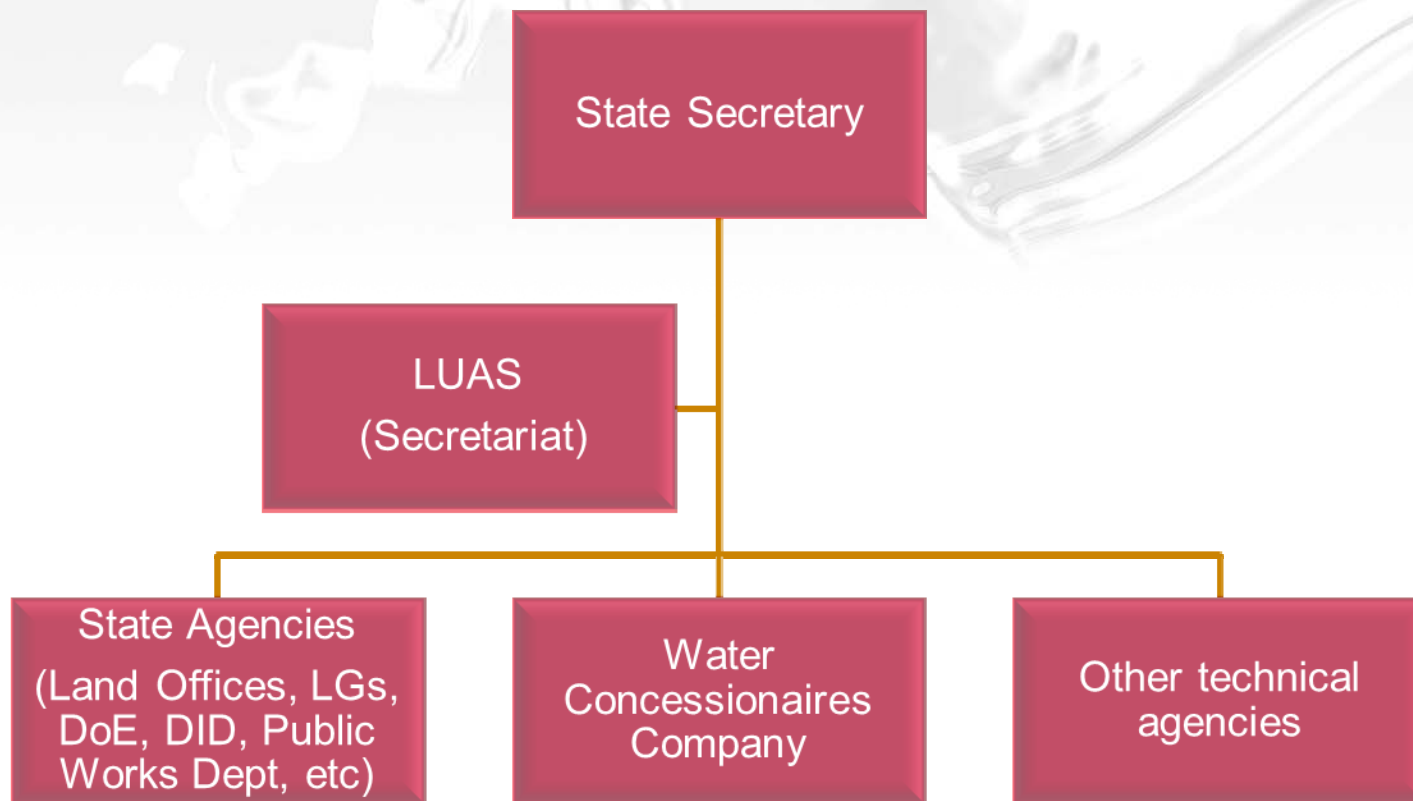 State Secretary
LUAS
(Secretariat)
State Agencies
(Land Offices, LGs,
DoE, DID, Public
Works Dept, etc)
Water
Concessionaires
Company
Other technical
agencies